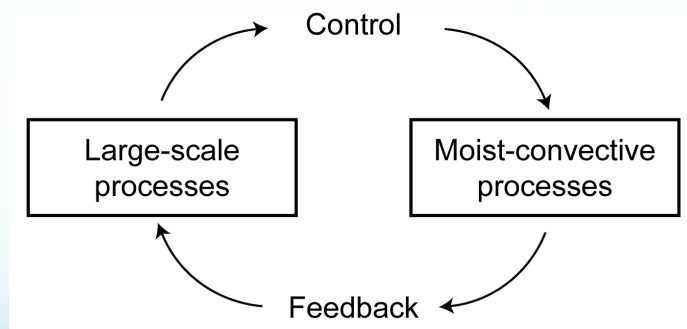 Control
Large-scale
processes
Moist-convective
processes
Feedback